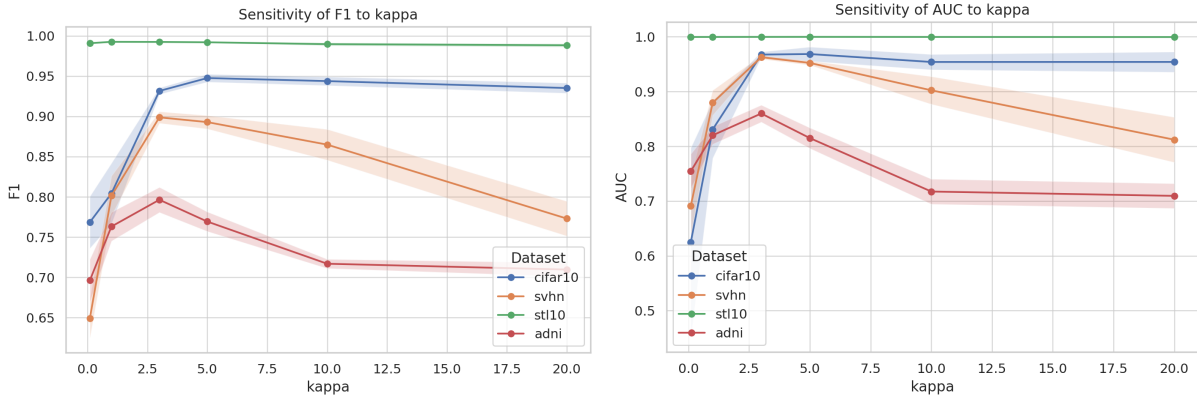 Sensitivity of F1 to kappa
F1
1.00
0.95
0.90
0.85
0.80
0.75
0.70
0.65
0.0 2.5 5.0 7.5 10.0 12.5 15.0 17.5 20.0
kappa
Dataset
cifar10
svhn
stl10
adni
Sensitivity of AUC to kappa
AUC
1.0
0.9
0.8
0.7
0.6
0.5
0.0 2.5 5.0 7.5 10.0 12.5 15.0 17.5 20.0
kappa
Dataset
cifar10
svhn
stl10
adni